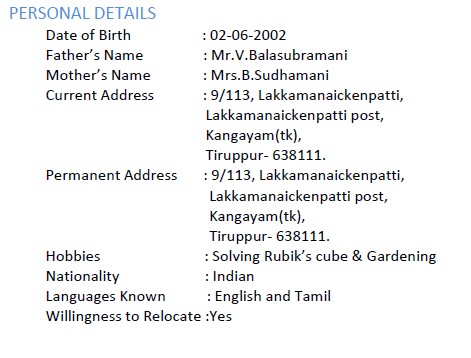 PERSONAL DETAILS
Date of Birth : 02-06-2002
Father's Name : Mr.V.Balasubramani
Mother's Name : Mrs.B.Sudhamani
Current Address : 9/113, Lakkamanaickenpatti,
Lakkamanaickenpatti post,
Kangayam(tk),
Tiruppur- 638111.
Permanent Address : 9/113, Lakkamanaickenpatti,
Lakkamanaickenpatti post,
Kangayam(tk),
Tiruppur- 638111.
Hobbies : Solving Rubik's cube & Gardening
Nationality : Indian
Languages Known : English and Tamil
Willingness to Relocate :Yes